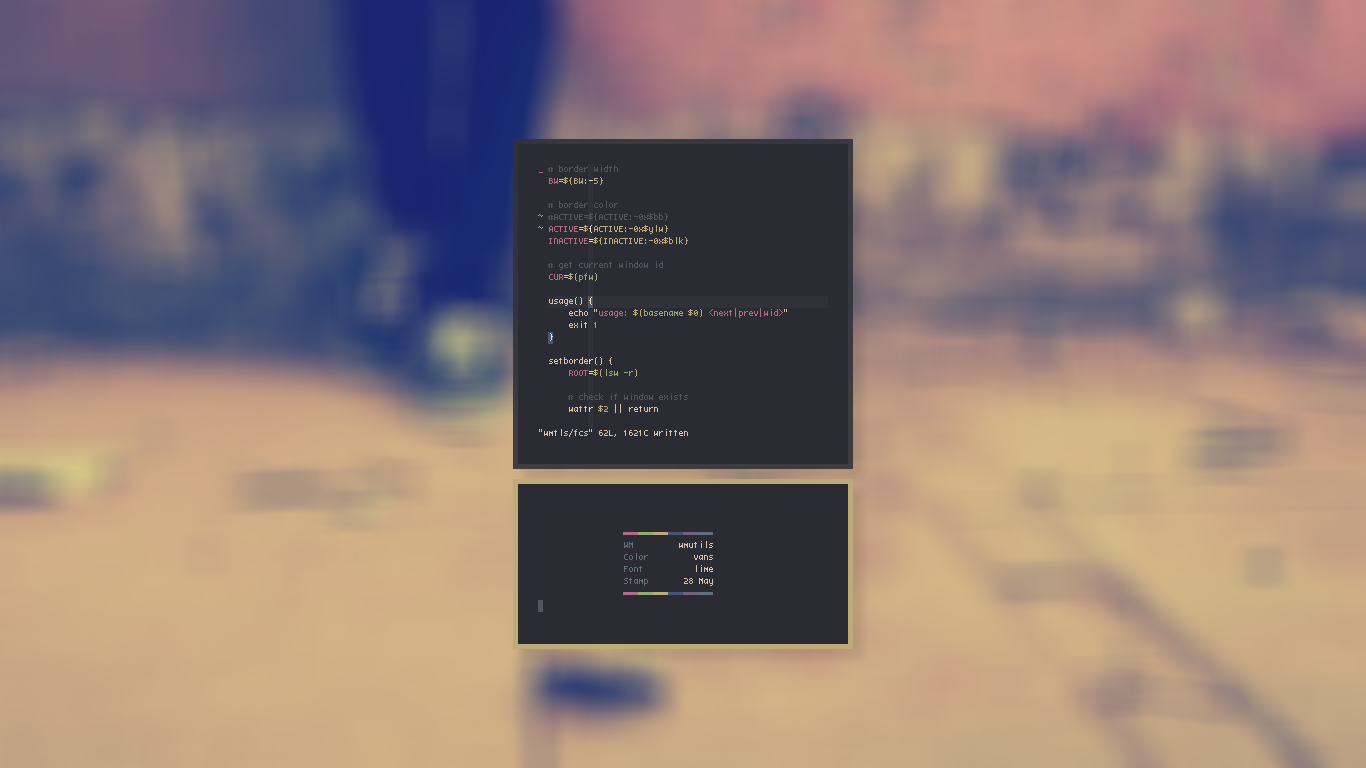 _ # border width
BW=${BW:-5}
# border color
~ #ACTIVE=${ACTIVE:-0x$bb}
~ ACTIVE=${ACTIVE:-0x$ylw}
INACTIVE=${INACTIVE:-0x$blk}
# get current window id
CUR=$(pfw)
usage() {
echo "usage: $(basename $0) <next|prev|wid>"
exit 1
}
setborder() {
ROOT=$(lsw -r)
# check if window exists
wattr $2 || return
"wmtls/fcs" 62L, 1621C written
WM wmutils
Color vans
Font lime
Stamp 28 May